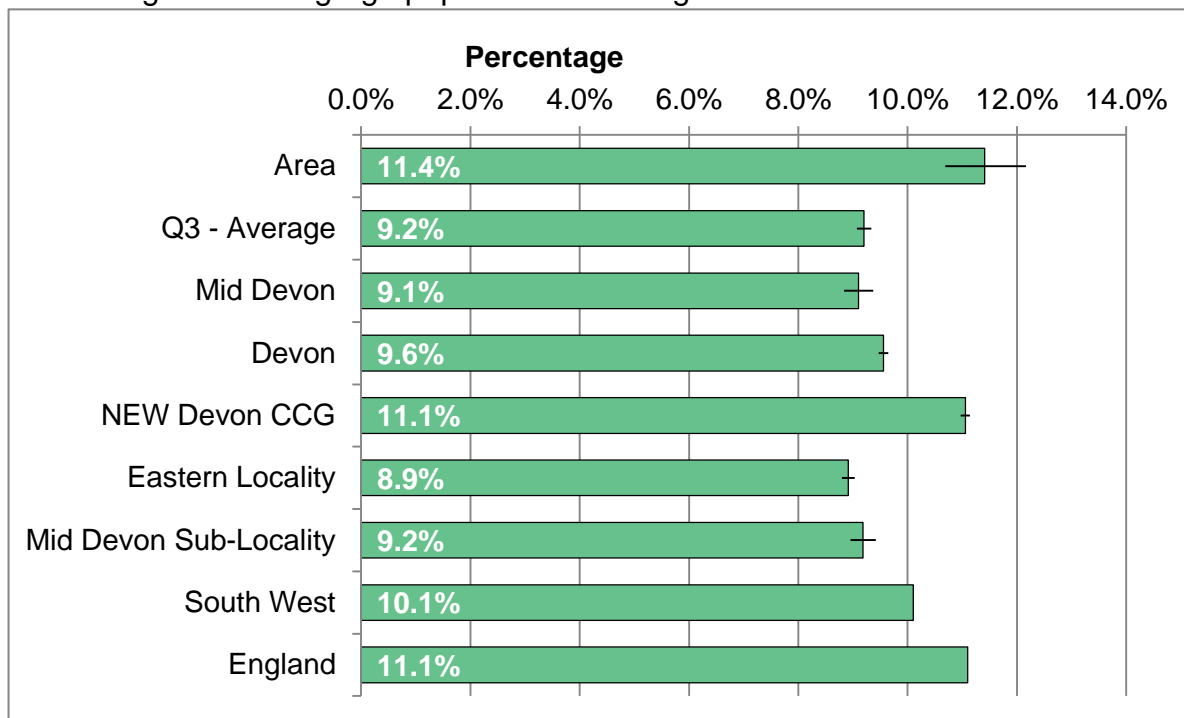 Percentage
0.0% 2.0% 4.0% 6.0% 8.0% 10.0% 12.0% 14.0%
Area 11.4%
Q3 - Average 9.2%
Mid Devon 9.1%
Devon 9.6%
NEW Devon CCG 11.1%
Eastern Locality 8.9%
Mid Devon Sub-Locality 9.2%
South West 10.1%
England 11.1%